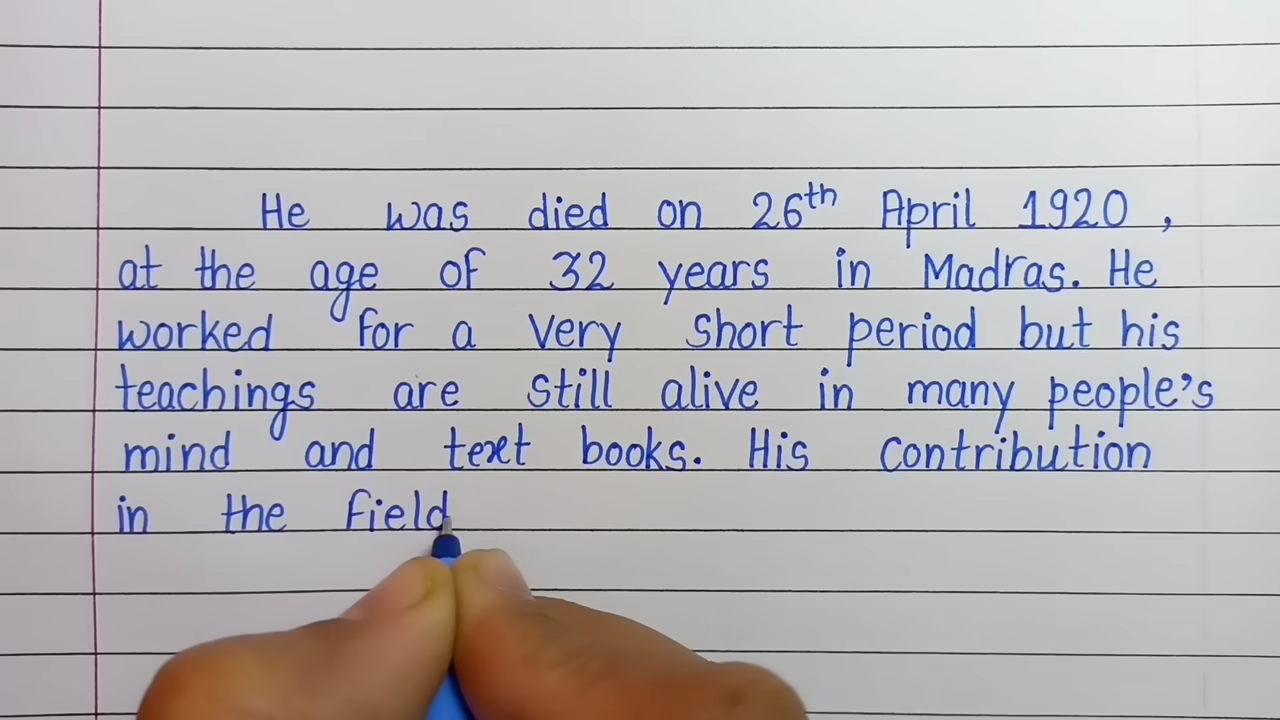 He was died on 26th April 1920 ,
at the age of 32 years in Madras. He
worked for a very short period but his
teachings are still alive in many people's
mind and text books. His contribution
in the field